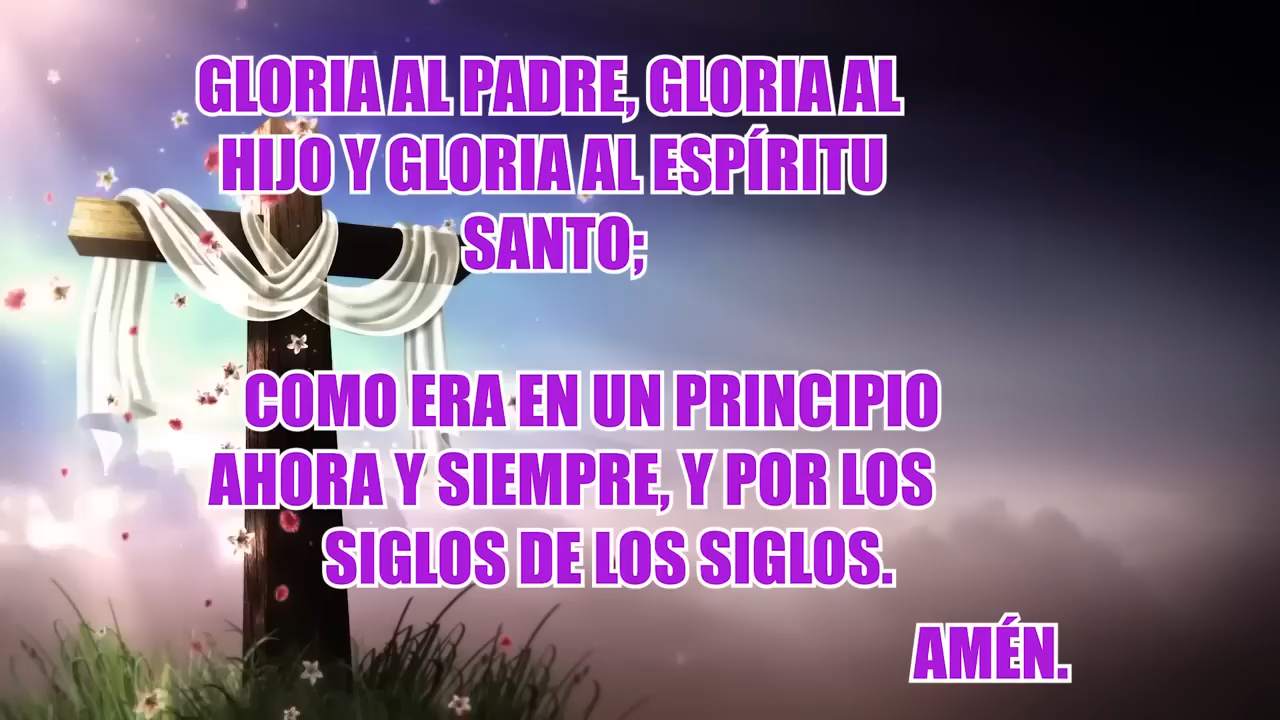 GLORIA AL PADRE, GLORIA AL
HIJO Y GLORIA AL ESPÍRITU
SANTO;
COMO ERA EN UN PRINCIPIO
AHORA Y SIEMPRE, Y POR LOS
SIGLOS DE LOS SIGLOS.
AMÉN.